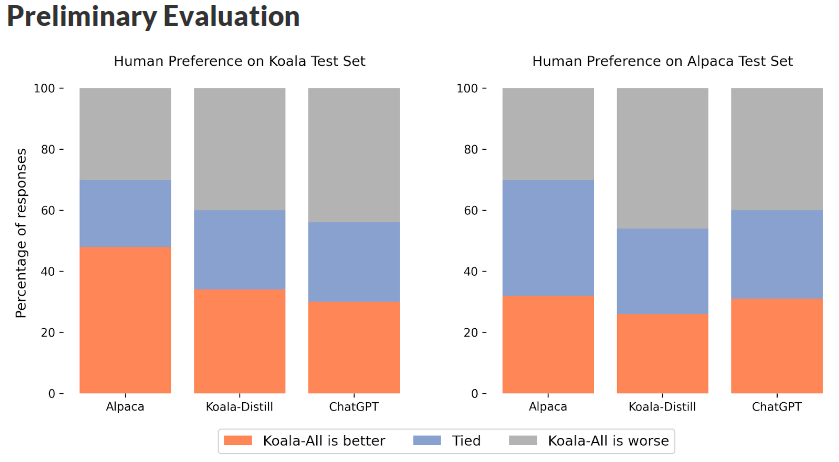 Preliminary Evaluation
Human Preference on Koala Test Set
Percentage of responses
100
80
60
40
20
0
Alpaca Koala-Distill ChatGPT
Human Preference on Alpaca Test Set
100
80
60
40
20
0
Alpaca Koala-Distill ChatGPT
Koala-All is better Tied Koala-All is worse